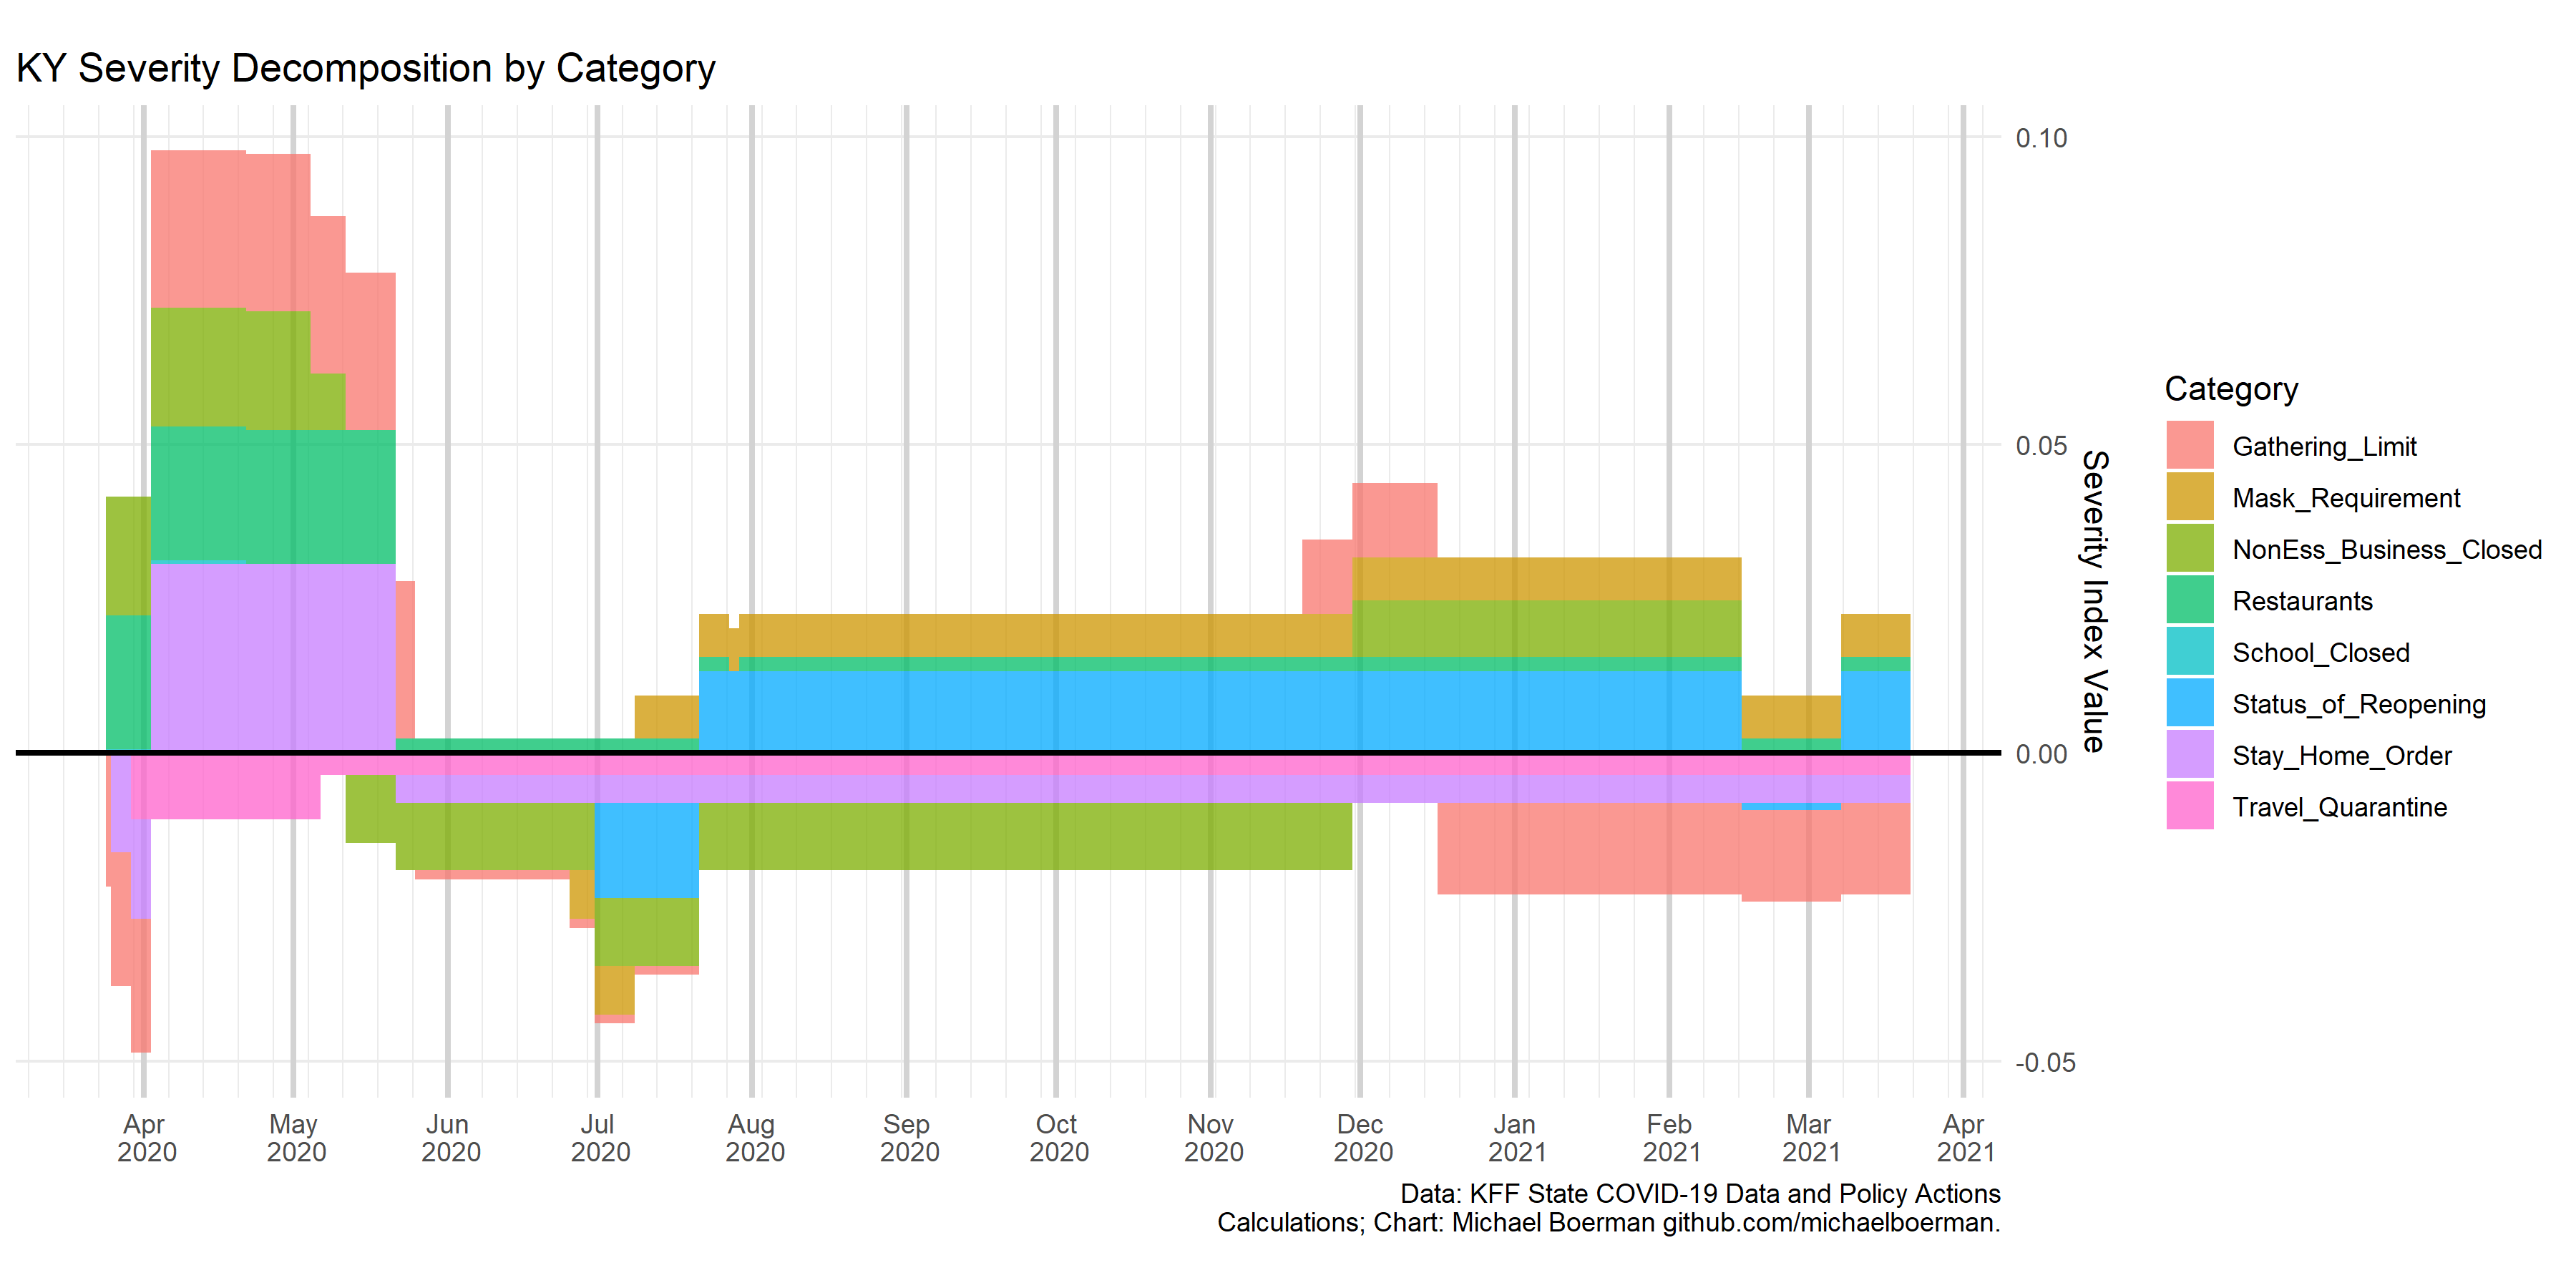 KY Severity Decomposition by Category
0.10
0.05
0.00
-0.05
Severity Index Value
Apr 2020
May 2020
Jun 2020
Jul 2020
Aug 2020
Sep 2020
Oct 2020
Nov 2020
Dec 2020
Jan 2021
Feb 2021
Mar 2021
Apr 2021
Category
Gathering_Limit
Mask_Requirement
NonEss_Business_Closed
Restaurants
School_Closed
Status_of_Reopening
Stay_Home_Order
Travel_Quarantine
Data: KFF State COVID-19 Data and Policy Actions
Calculations; Chart: Michael Boerman github.com/michaelboerman.